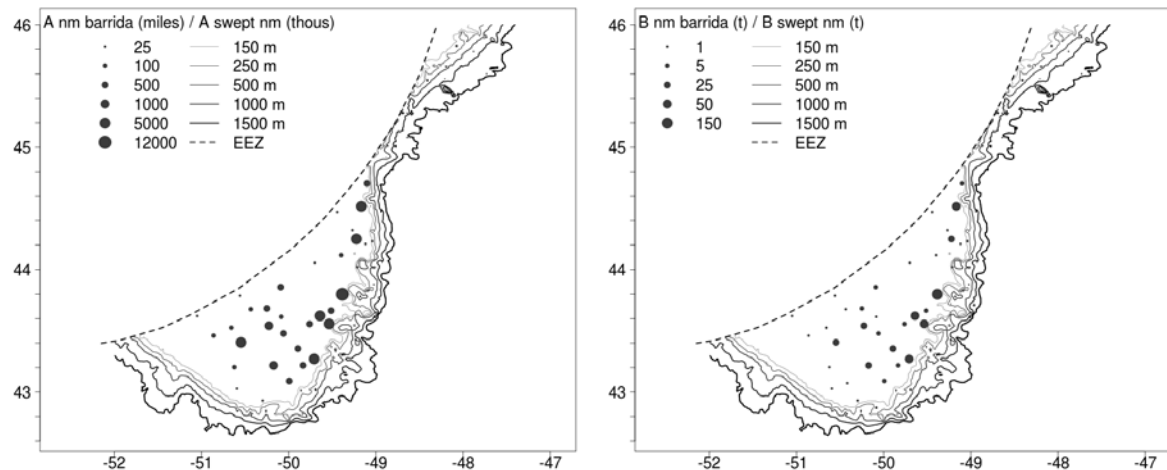 A nm barrida (miles) / A swept nm (thous)
25 150 m
100 250 m
500 500 m
1000 1000 m
5000 1500 m
12000 EEZ
46
45
44
43
-52 -51 -50 -49 -48 -47
B nm barrida (t) / B swept nm (t)
1 150 m
5 250 m
25 500 m
50 1000 m
150 1500 m
EEZ
46
45
44
43
-52 -51 -50 -49 -48 -47